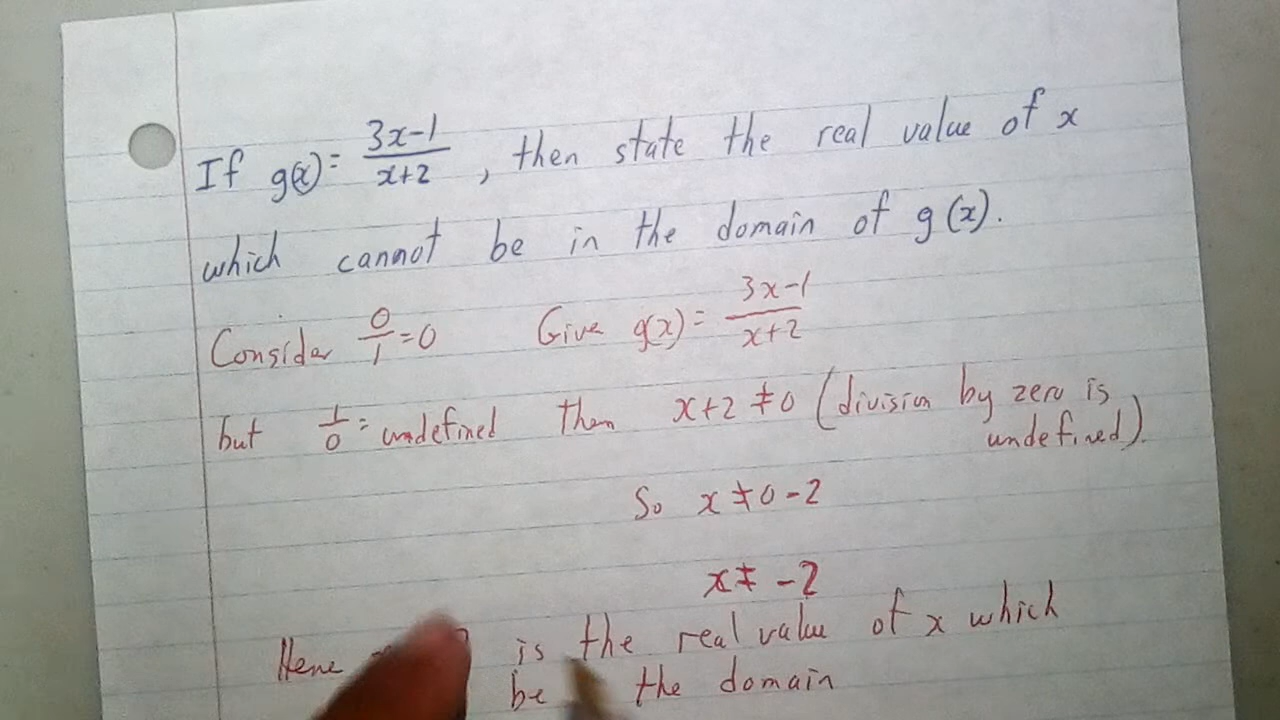 If g(x)= 3x-1/x+2, then state the real value of x
which cannot be in the domain of g(x).
Consider 0/1=0 Give g(x)= 3x-1/x+2
but 1/0=undefined then x+2≠0 (division by zero is
undefined).
So x≠0-2
x≠-2
is the real value of x which
be the domain